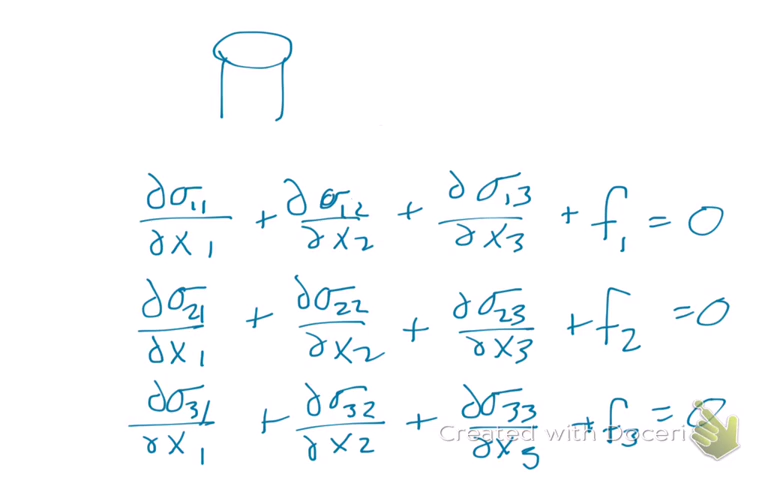 ∂σ₁₁/∂x₁ + ∂σ₁₂/∂x₂ + ∂σ₁₃/∂x₃ + f₁ = 0
∂σ₂₁/∂x₁ + ∂σ₂₂/∂x₂ + ∂σ₂₃/∂x₃ + f₂ = 0
∂σ₃₁/∂x₁ + ∂σ₃₂/∂x₂ + ∂σ₃₃/∂x₃ + f₃ = 0
Created with Doceri